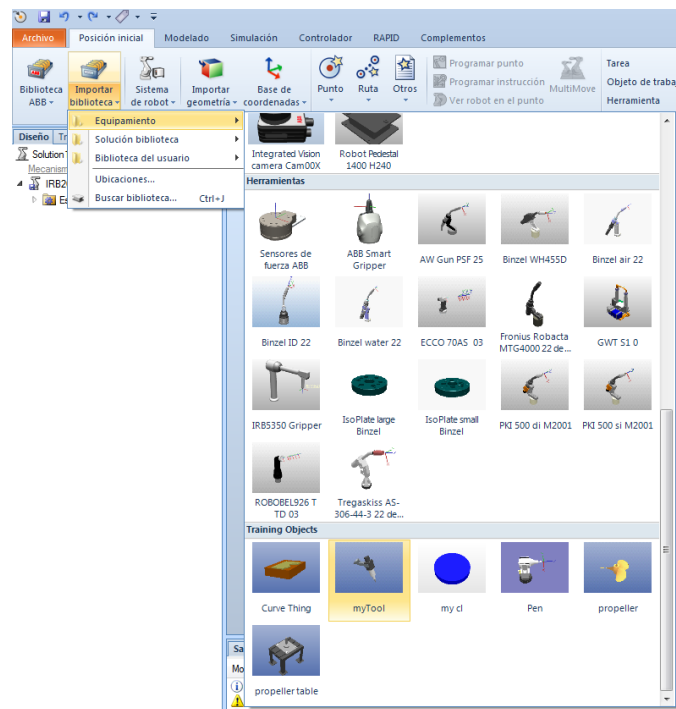 Archivo Posición inicial Modelado Simulación Controlador RAPID Complementos
Biblioteca ABB
Importar biblioteca
Sistema de robot
Importar geometría
Base de coordenadas
Punto
Ruta
Otros
Programar punto
Programar instrucción
Ver robot en el punto
MultiMove
Tarea
Objeto de traba
Herramienta
Equipamiento
Solución biblioteca
Biblioteca del usuario
Ubicaciones...
Buscar biblioteca... Ctrl+J
Diseño Tr
Solution
Mecanism
IRB2
Es
Integrated Vision
camera Cam00X
Robot Pedestal
1400 H240
Herramientas
Sensores de
fuerza ABB
ABB Smart
Gripper
AW Gun PSF 25
Binzel WH455D
Binzel air 22
Binzel ID 22
Binzel water 22
ECCO 70AS 03
Fronius Robacta
MTG4000 22 de...
GWT S1 0
IRB5350 Gripper
IsoPlate large
Binzel
IsoPlate small
Binzel
PKI 500 di M2001
PKI 500 si M2001
ROBOBEL926 T
TD 03
Tregaskiss AS-
306-44-3 22 de...
Training Objects
Curve Thing
myTool
my cl
Pen
propeller
propeller table
Sa
Mo